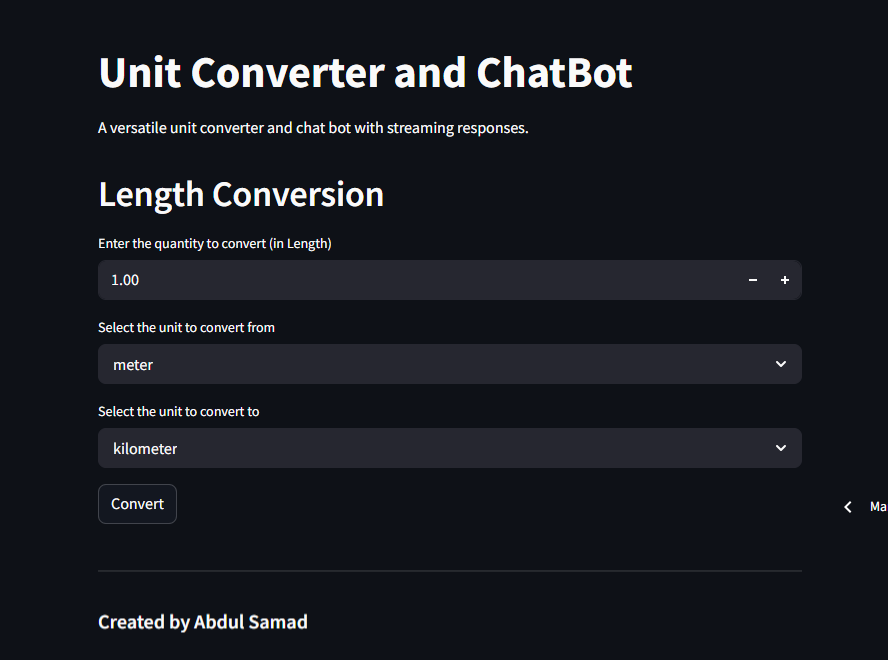 Unit Converter and ChatBot
A versatile unit converter and chat bot with streaming responses.
Length Conversion
Enter the quantity to convert (in Length)
1.00
Select the unit to convert from
meter
Select the unit to convert to
kilometer
Convert
Ma
Created by Abdul Samad